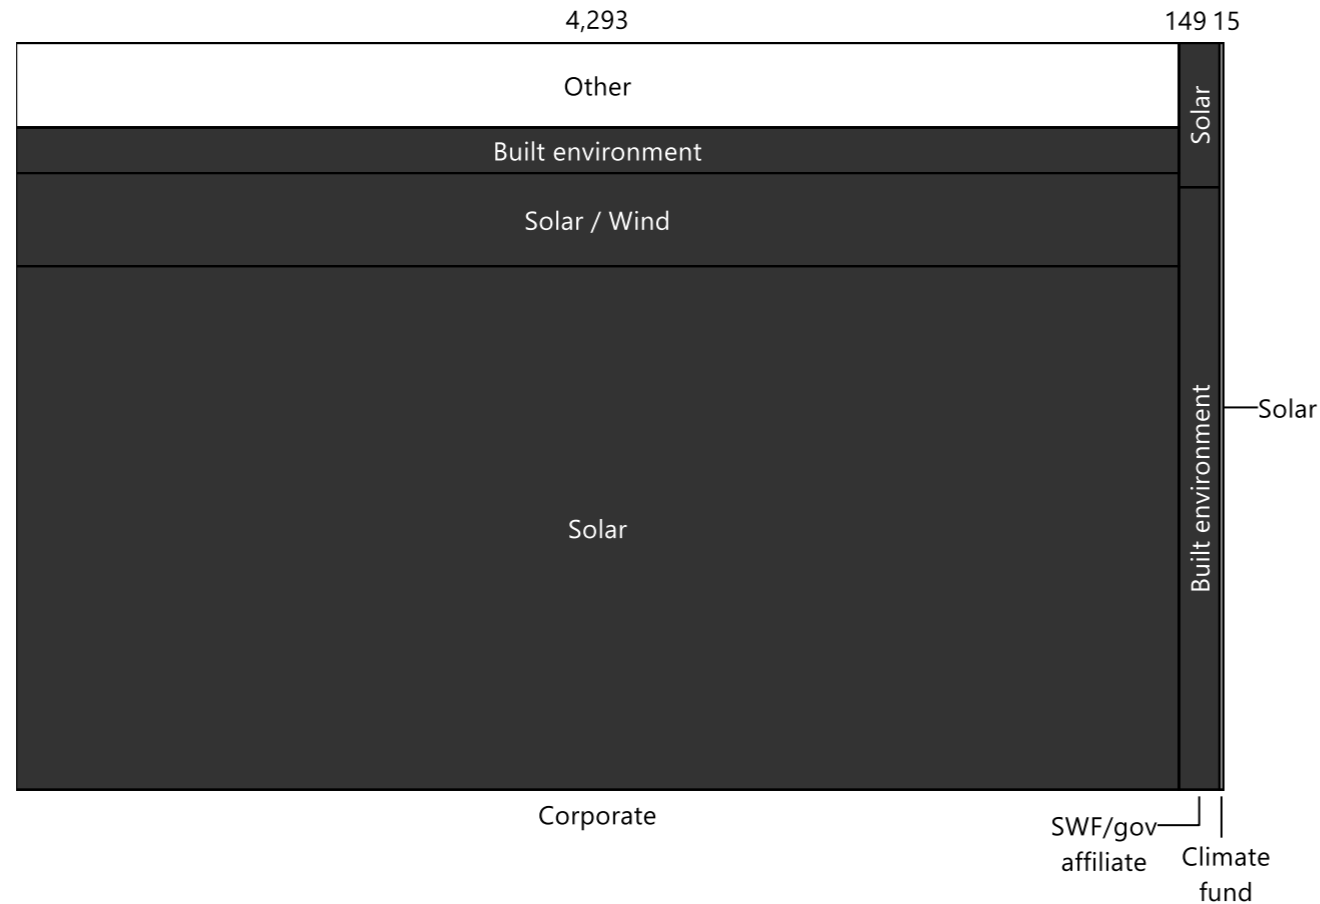 4,293
149 15
Other
Solar
Built environment
Solar / Wind
Built environment
Solar
Solar
Corporate
SWF/gov
affiliate
Climate
fund